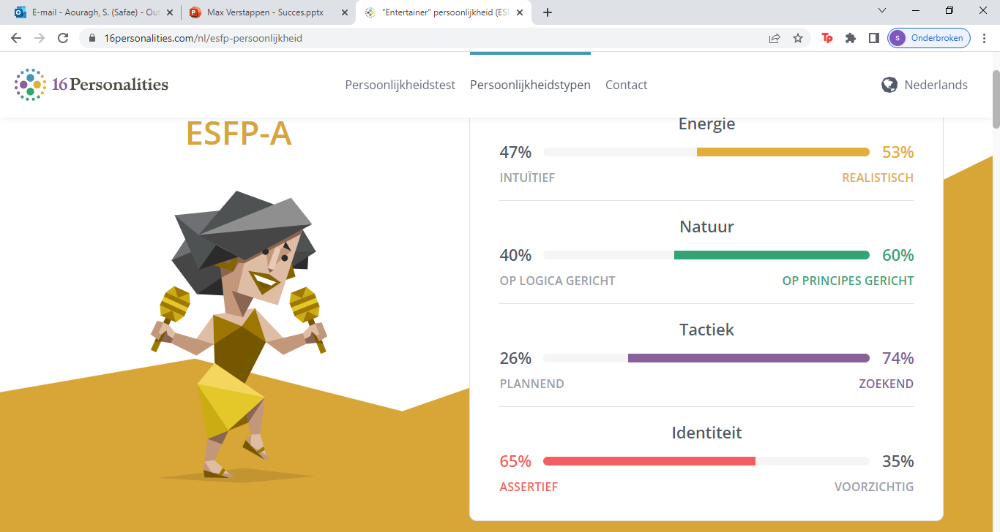 E-mail - Aouragh, S. (Safae) - Out
Max Verstappen - Succes.pptx
"Entertainer" persoonlijkheid (ESF
16personalities.com/nl/esfp-persoonlijkheid
Tp
S
Onderbroken
16Personalities
Persoonlijkheidstest
Persoonlijkheidstypen
Contact
Nederlands
ESFP-A
Energie
47% 53%
INTUÏTIEF REALISTISCH
Natuur
40% 60%
OP LOGICA GERICHT OP PRINCIPES GERICHT
Tactiek
26% 74%
PLANNEND ZOEKEND
Identiteit
65% 35%
ASSERTIEF VOORZICHTIG